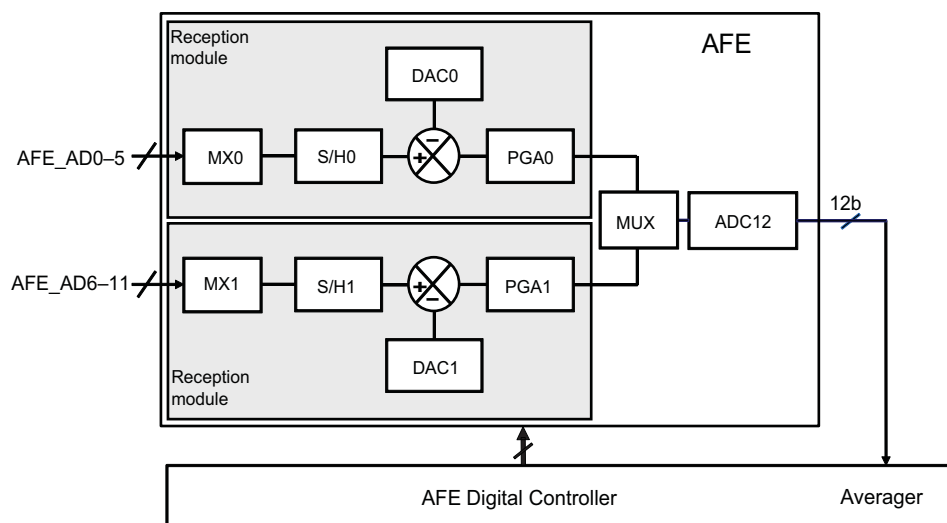 Reception
module
AFE
DAC0
AFE_AD0–5
MX0
S/H0
−
+
PGA0
MUX
ADC12
12b
AFE_AD6–11
MX1
S/H1
+
−
PGA1
DAC1
Reception
module
AFE Digital Controller
Averager